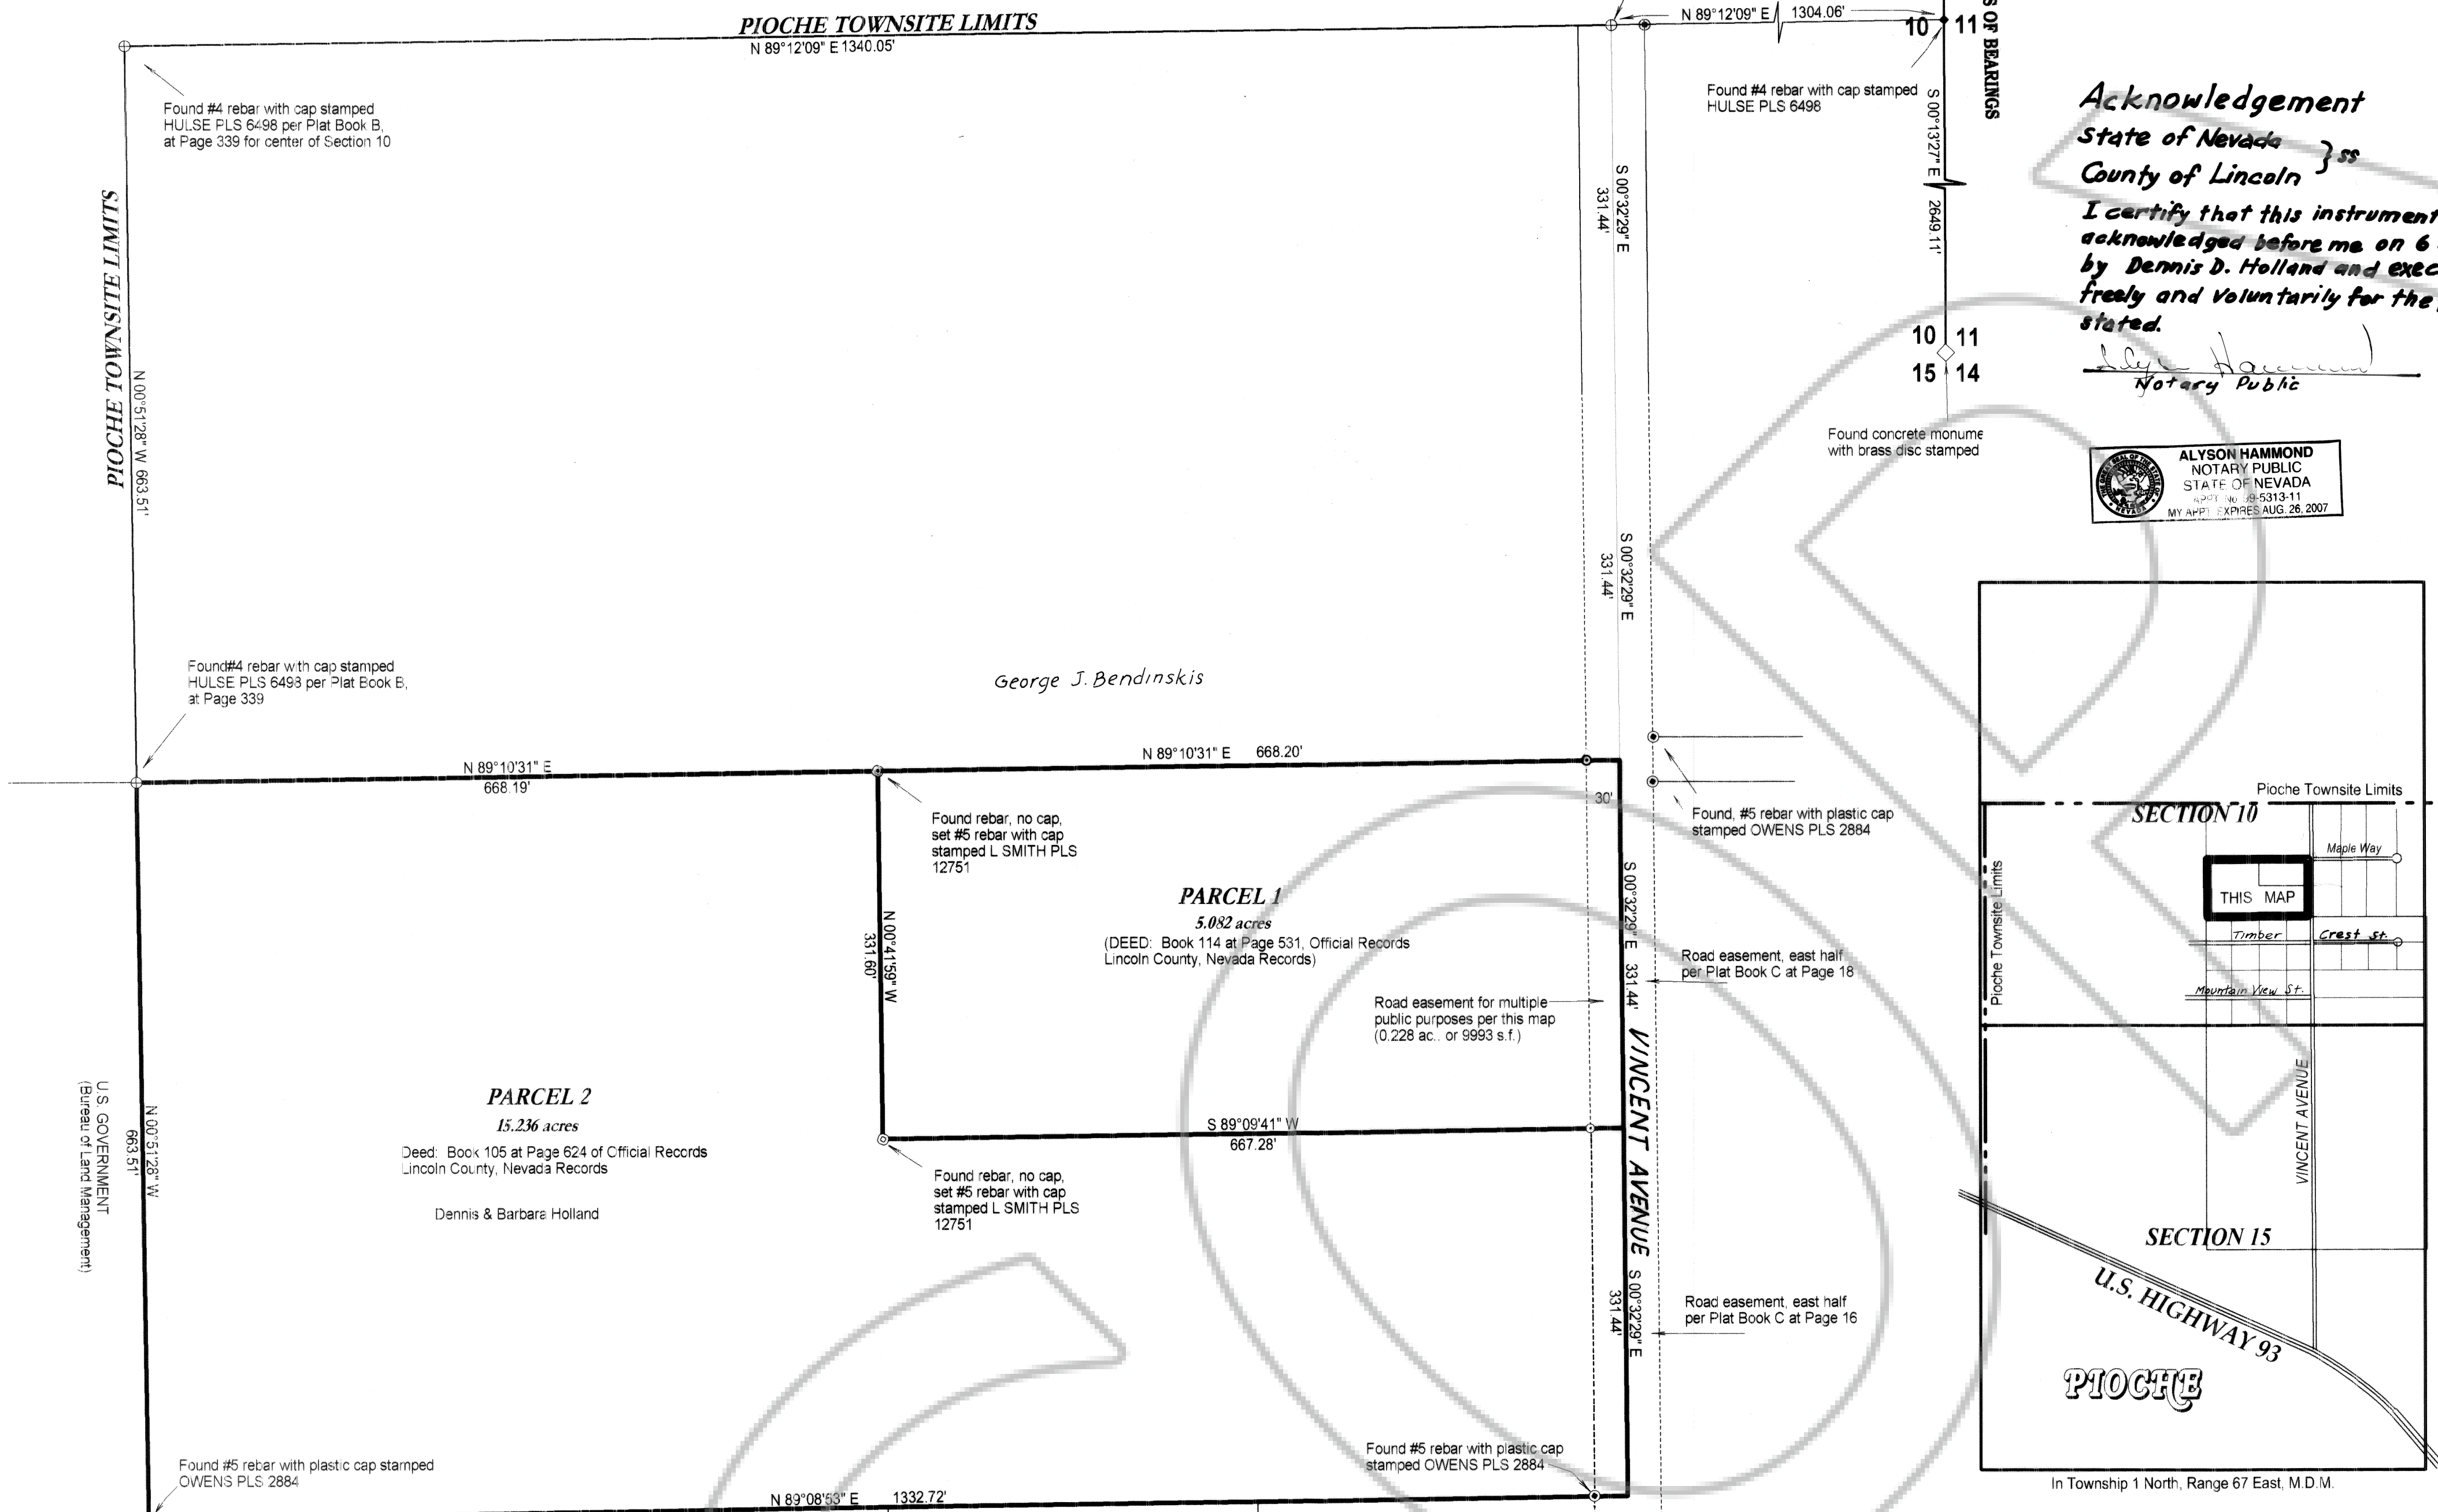 PIOCHE TOWNSITE LIMITS
N 89°12'09" E 1340.05'
N 89°12'09" E 1304.06'
10 11
S OF BEARINGS
Found #4 rebar with cap stamped
HULSE PLS 6498 per Plat Book B,
at Page 339 for center of Section 10
Found #4 rebar with cap stamped
HULSE PLS 6498
S 00°13'27" E 2649.11'
Acknowledgement
State of Nevada
County of Lincoln } ss
I certify that this instrument
acknowledged before me on 6
by Dennis D. Holland and exec
freely and voluntarily for the
stated.
Notary Public
PIOCHE TOWNSITE LIMITS
N 00°51'28" W 663.51'
S 00°32'29" E
331.44'
10 11
15 14
Found concrete monume
with brass disc stamped
ALYSON HAMMOND
NOTARY PUBLIC
STATE OF NEVADA
APPT. No. 99-5313-11
MY APPT. EXPIRES AUG. 26, 2007
THE GREAT SEAL OF THE STATE OF NEVADA
S 00°32'29" E
331.44'
Found#4 rebar with cap stamped
HULSE PLS 6498 per Plat Book B,
at Page 339
George J. Bendinskis
N 89°10'31" E
668.19'
N 89°10'31" E 668.20'
30'
Found rebar, no cap,
set #5 rebar with cap
stamped L SMITH PLS
12751
Found, #5 rebar with plastic cap
stamped OWENS PLS 2884
PARCEL 1
5.082 acres
(DEED: Book 114 at Page 531, Official Records
Lincoln County, Nevada Records)
N 00°41'59" W
331.60'
S 00°32'29" E 331.44'
Road easement, east half
per Plat Book C at Page 18
Road easement for multiple
public purposes per this map
(0.228 ac.. or 9993 s.f.)
VINCENT AVENUE
S 89°09'41" W
667.28'
PARCEL 2
15.236 acres
Deed: Book 105 at Page 624 of Official Records
Lincoln County, Nevada Records
Dennis & Barbara Holland
U.S. GOVERNMENT
(Bureau of Land Management)
N 00°51'28" W
663.51'
Found rebar, no cap,
set #5 rebar with cap
stamped L SMITH PLS
12751
S 00°32'29" E
331.44'
Road easement, east half
per Plat Book C at Page 16
Found #5 rebar with plastic cap
stamped OWENS PLS 2884
Found #5 rebar with plastic cap stamped
OWENS PLS 2884
N 89°08'53" E 1332.72'
Pioche Townsite Limits
SECTION 10
Maple Way
Pioche Townsite Limits
THIS MAP
Timber Crest St.
Mountain View St.
VINCENT AVENUE
SECTION 15
U.S. HIGHWAY 93
PIOCHE
In Township 1 North, Range 67 East, M.D.M.